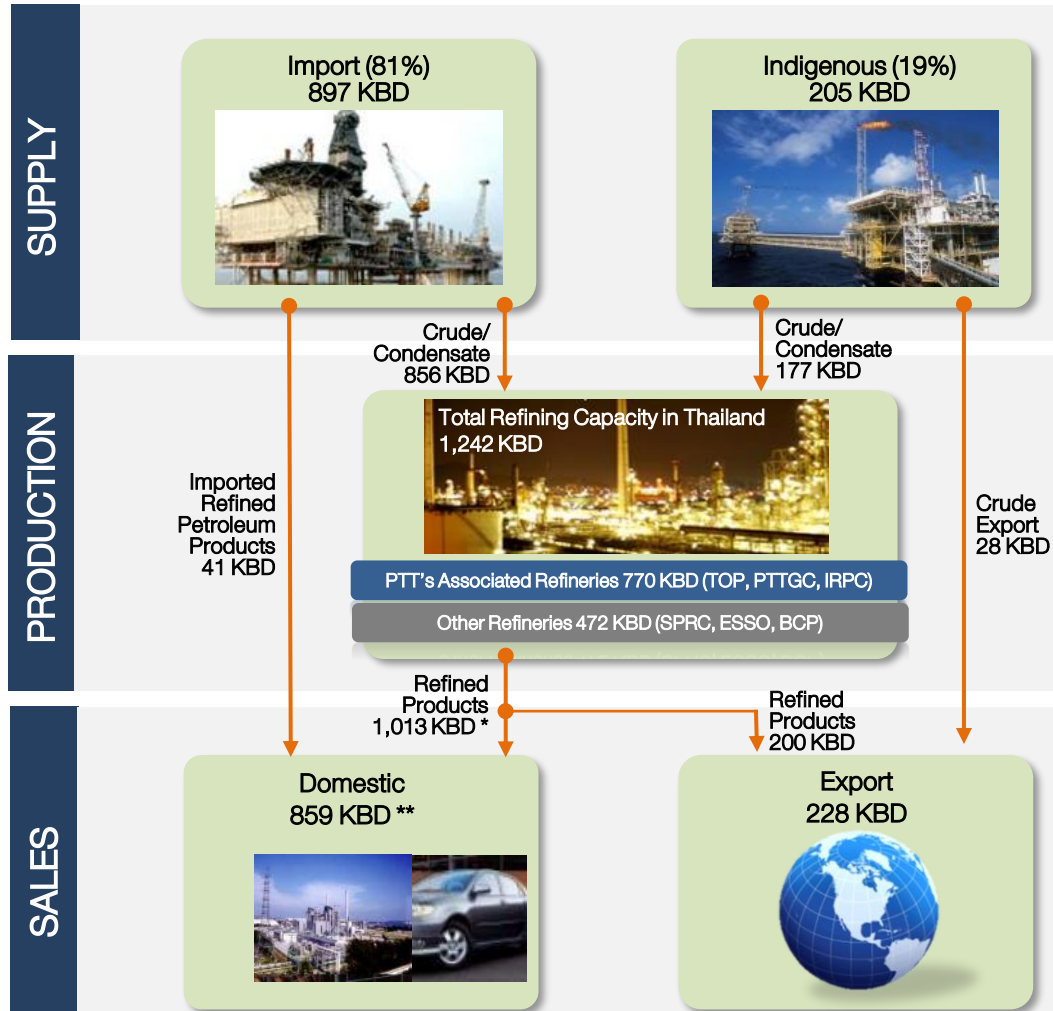 SUPPLY
Import (81%)
897 KBD
Indigenous (19%)
205 KBD
Crude/
Condensate
856 KBD
Crude/
Condensate
177 KBD
PRODUCTION
Total Refining Capacity in Thailand
1,242 KBD
Imported
Refined
Petroleum
Products
41 KBD
Crude
Export
28 KBD
PTT's Associated Refineries 770 KBD (TOP, PTTGC, IRPC)
Other Refineries 472 KBD (SPRC, ESSO, BCP)
Refined
Products
1,013 KBD *
Refined
Products
200 KBD
SALES
Domestic
859 KBD **
Export
228 KBD